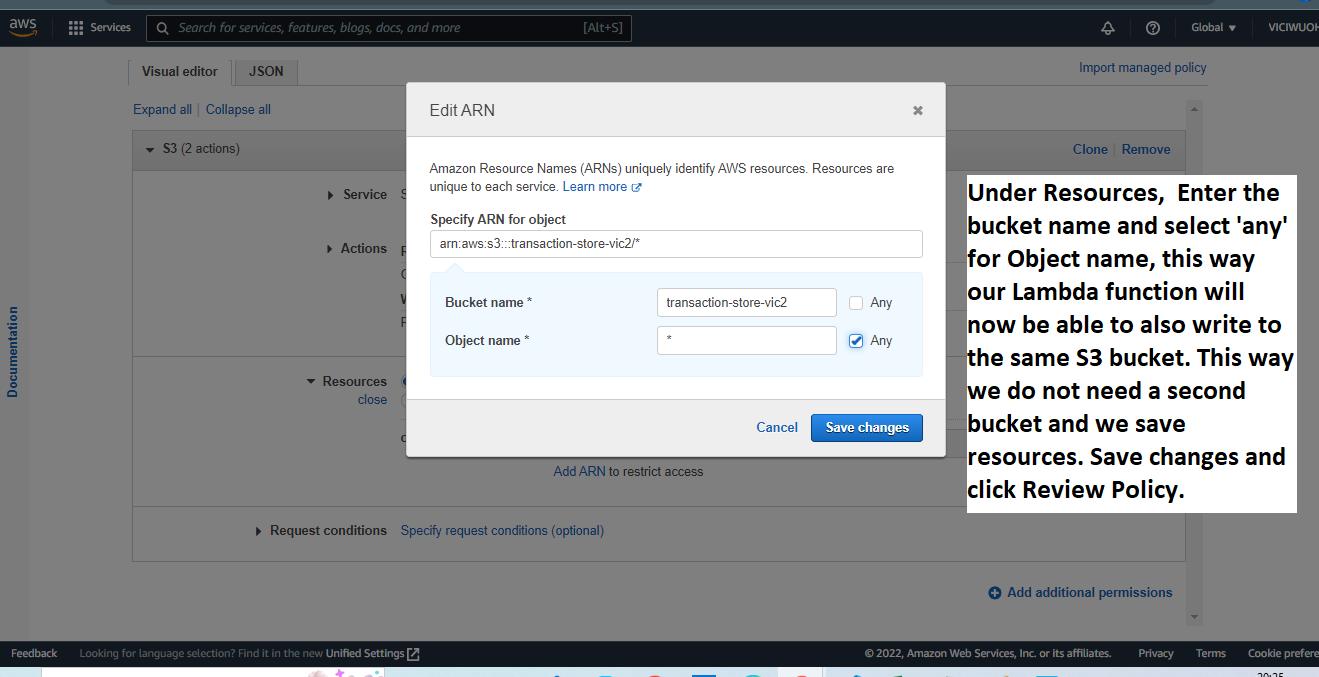 aws
Services
Search for services, features, blogs, docs, and more [Alt+S]
Global
VICIWUOH
Visual editor
JSON
Import managed policy
Expand all | Collapse all
S3 (2 actions)
Clone | Remove
Service
Actions
Resources
close
Add ARN to restrict access
Request conditions
Specify request conditions (optional)
Add additional permissions
Documentation
Edit ARN
Amazon Resource Names (ARNs) uniquely identify AWS resources. Resources are
unique to each service. Learn more
Specify ARN for object
arn:aws:s3:::transaction-store-vic2/*
Bucket name * transaction-store-vic2 Any
Object name * * Any
Cancel Save changes
Under Resources, Enter the
bucket name and select 'any'
for Object name, this way
our Lambda function will
now be able to also write to
the same S3 bucket. This way
we do not need a second
bucket and we save
resources. Save changes and
click Review Policy.
Feedback Looking for language selection? Find it in the new Unified Settings
© 2022, Amazon Web Services, Inc. or its affiliates. Privacy Terms Cookie prefere